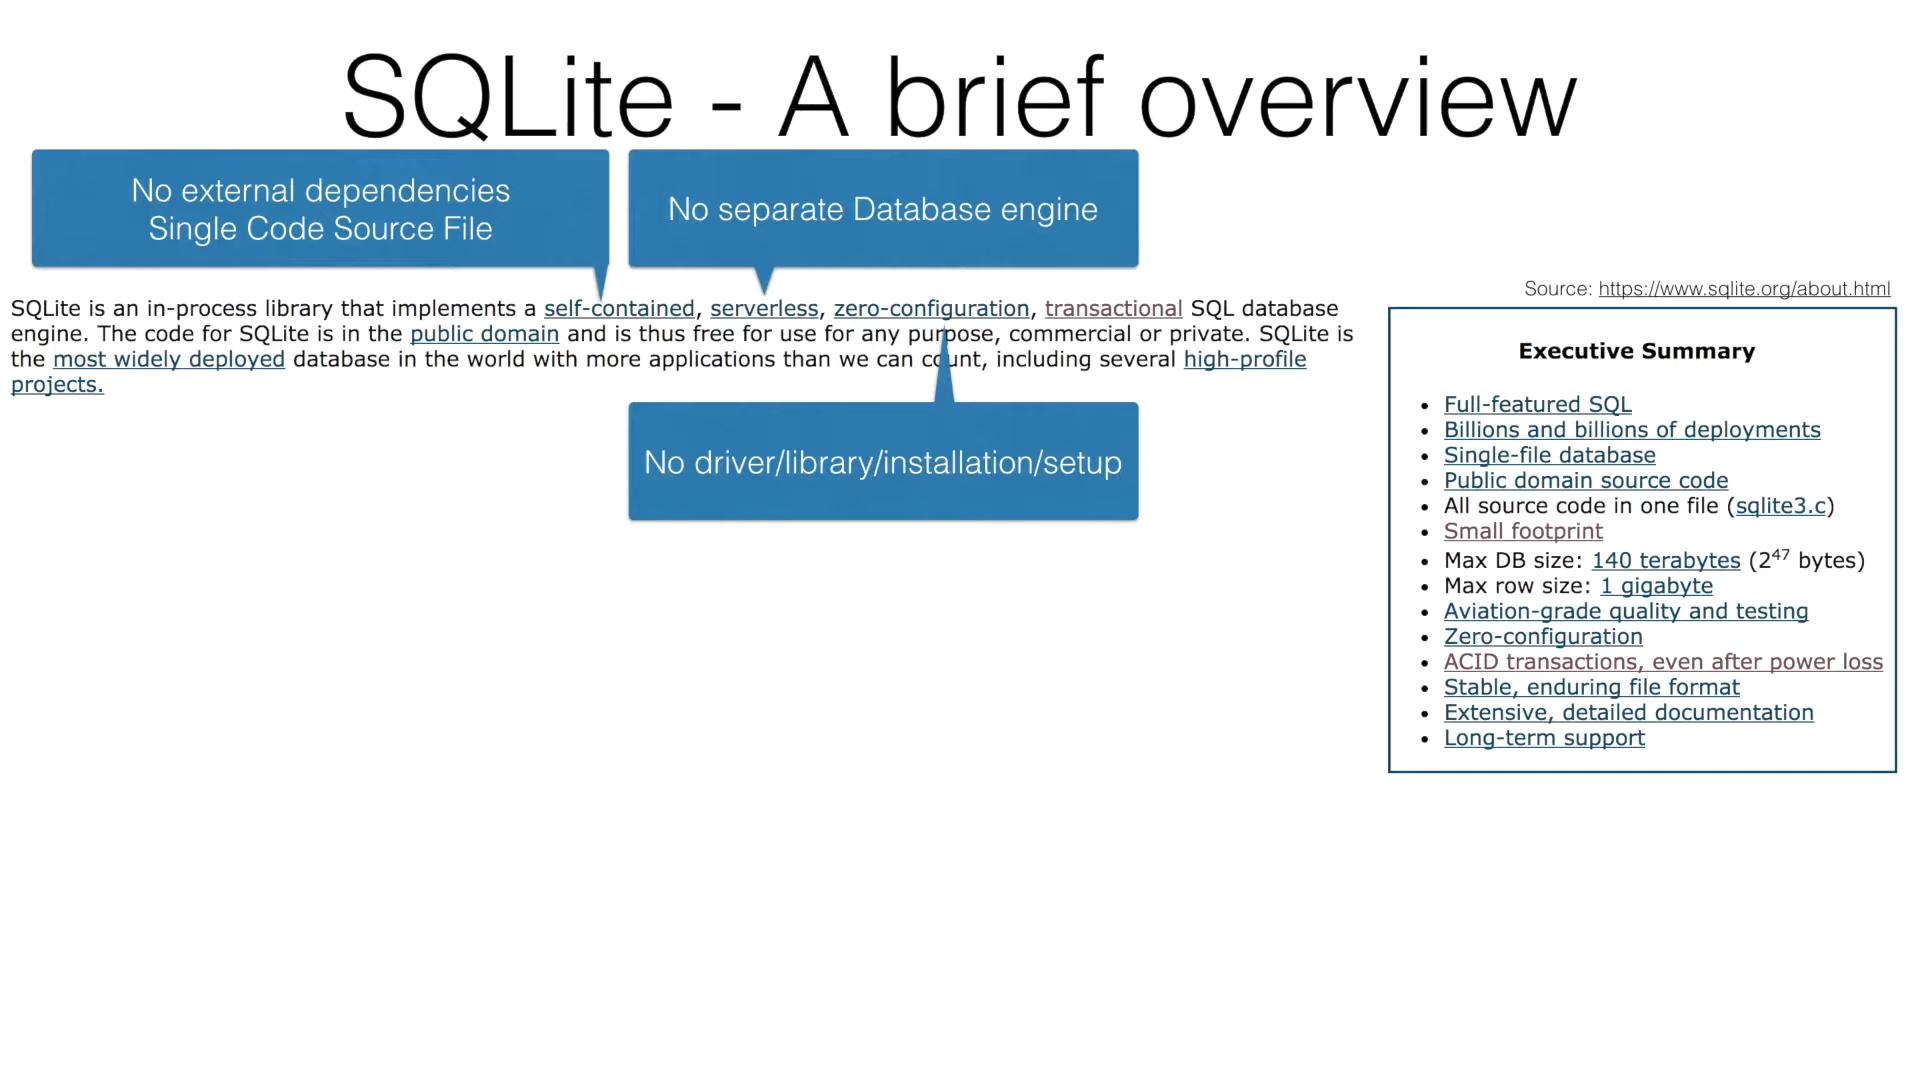 SQLite - A brief overview
No external dependencies
Single Code Source File
No separate Database engine
Source: https://www.sqlite.org/about.html
SQLite is an in-process library that implements a self-contained, serverless, zero-configuration, transactional SQL database
engine. The code for SQLite is in the public domain and is thus free for use for any purpose, commercial or private. SQLite is
the most widely deployed database in the world with more applications than we can count, including several high-profile
projects.
No driver/library/installation/setup
Executive Summary
• Full-featured SQL
• Billions and billions of deployments
• Single-file database
• Public domain source code
• All source code in one file (sqlite3.c)
• Small footprint
• Max DB size: 140 terabytes (2⁴⁷ bytes)
• Max row size: 1 gigabyte
• Aviation-grade quality and testing
• Zero-configuration
• ACID transactions, even after power loss
• Stable, enduring file format
• Extensive, detailed documentation
• Long-term support